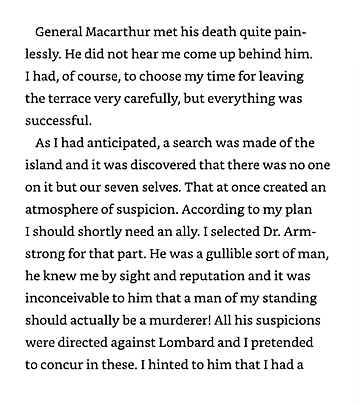 General Macarthur met his death quite pain-
lessly. He did not hear me come up behind him.
I had, of course, to choose my time for leaving
the terrace very carefully, but everything was
successful.
As I had anticipated, a search was made of the
island and it was discovered that there was no one
on it but our seven selves. That at once created an
atmosphere of suspicion. According to my plan
I should shortly need an ally. I selected Dr. Arm-
strong for that part. He was a gullible sort of man,
he knew me by sight and reputation and it was
inconceivable to him that a man of my standing
should actually be a murderer! All his suspicions
were directed against Lombard and I pretended
to concur in these. I hinted to him that I had a